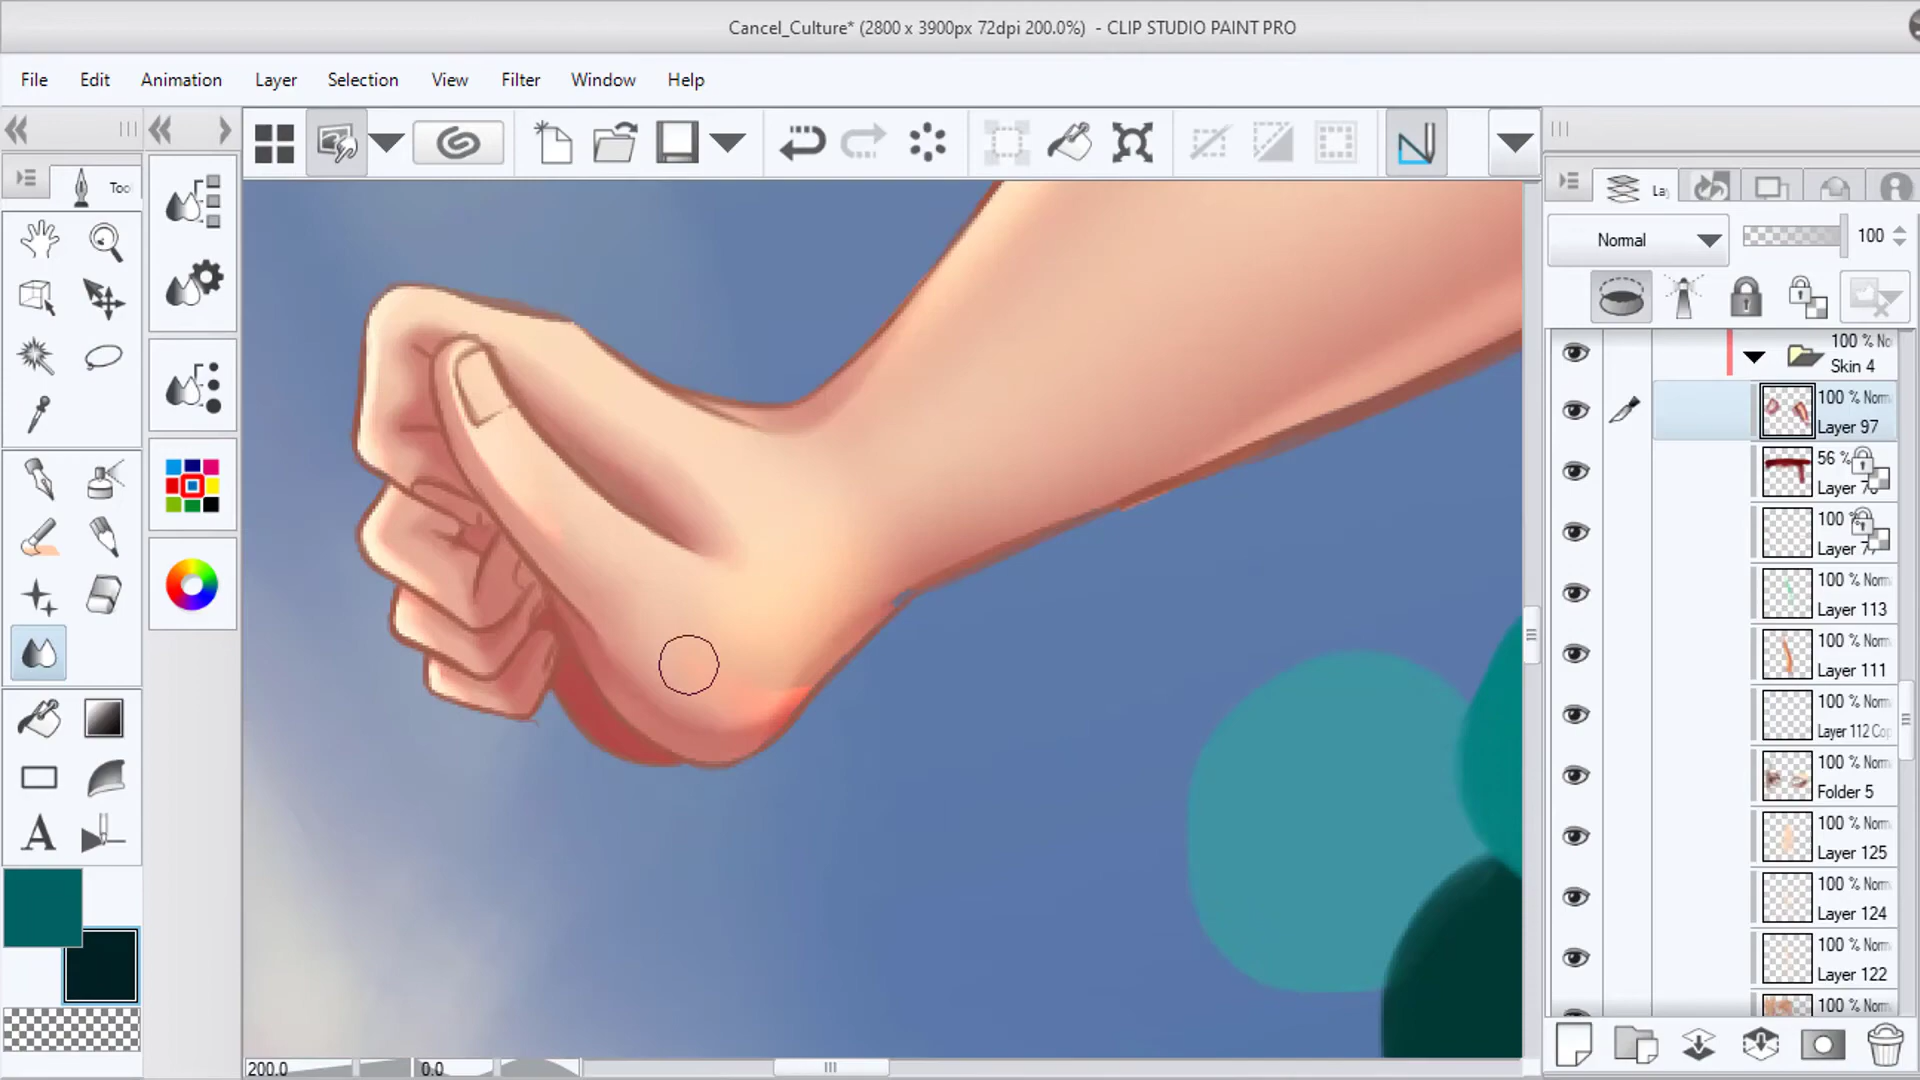 Cancel_Culture* (2800 x 3900px 72dpi 200.0%) - CLIP STUDIO PAINT PRO
File Edit Animation Layer Selection View Filter Window Help
Too
La
Normal 100
100 % No
Skin 4
100 % Norm
Layer 97
56 %
Layer 7
100 %
Layer 7
100 % Norm
Layer 113
100 % Norm
Layer 111
100 % Norm
Layer 112 Cop
100 % Norm
Folder 5
100 % Norm
Layer 125
100 % Norm
Layer 124
100 % Norm
Layer 122
100 % Norm
A
200.0 0.0